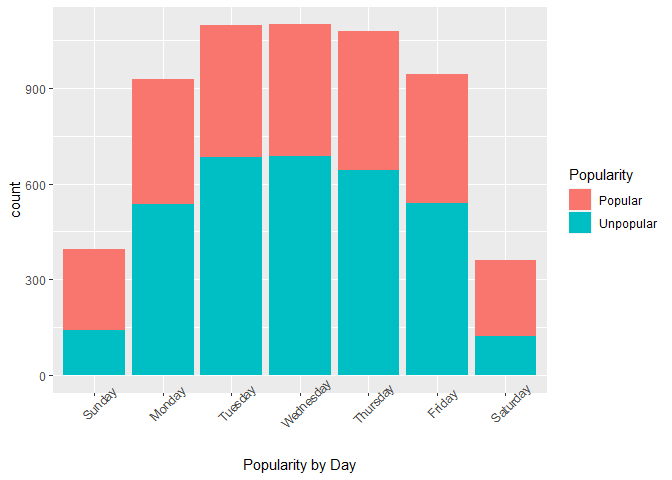 900
600
300
0
count
Sunday
Monday
Tuesday
Wednesday
Thursday
Friday
Saturday
Popularity by Day
Popularity
Popular
Unpopular